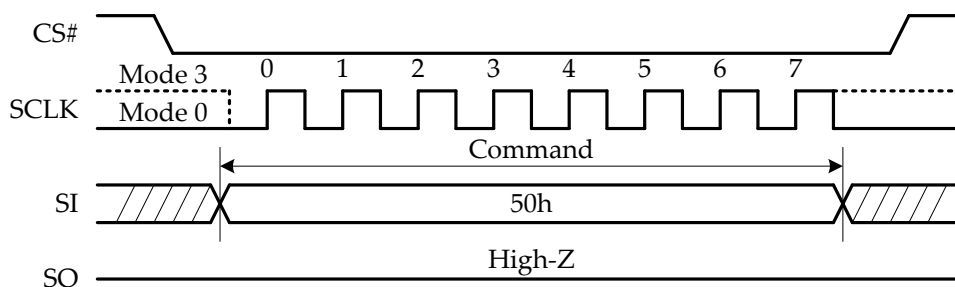 CS#
0 1 2 3 4 5 6 7
Mode 3
SCLK
Mode 0
Command
SI
50h
High-Z
SO